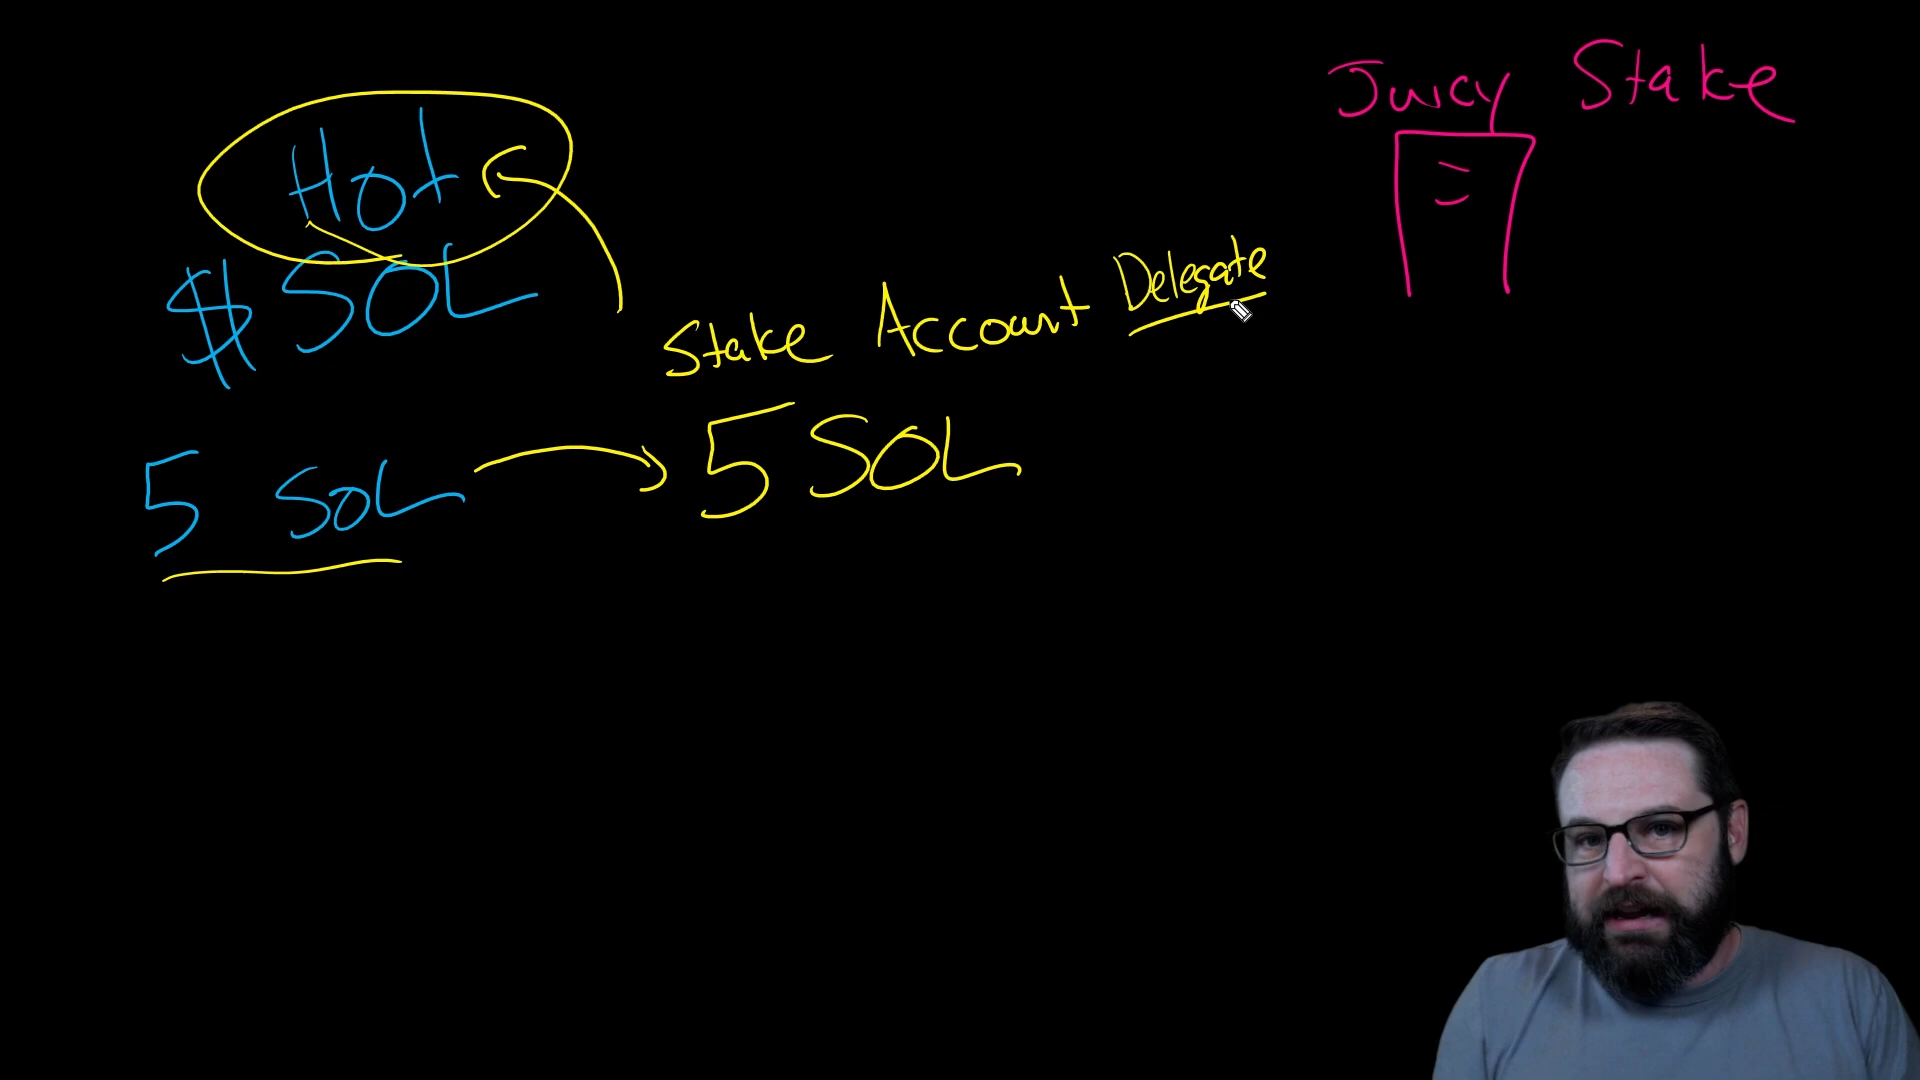 Juicy Stake
Hot
$ SOL
Stake Account Delegate
5 SOL
5 SOL